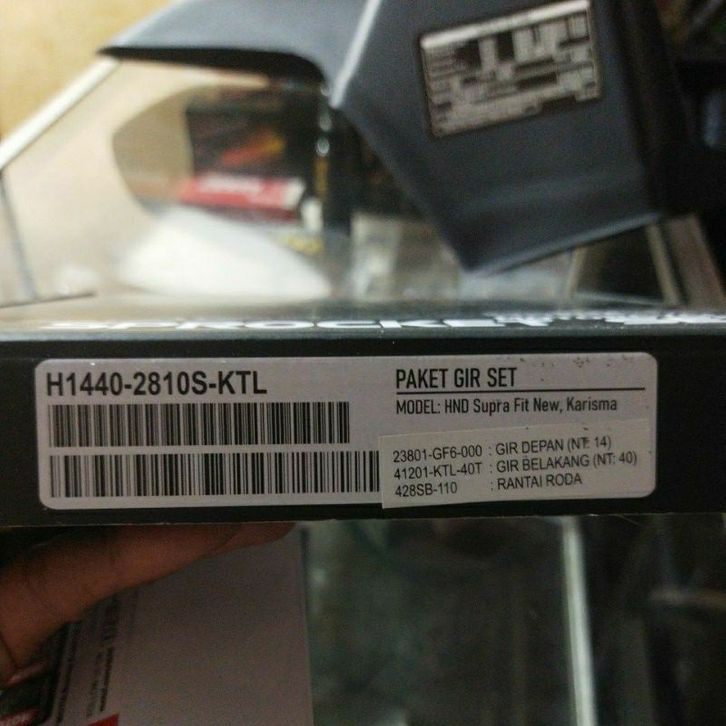 SPROCKET
H1440-2810S-KTL
PAKET GIR SET
MODEL: HND Supra Fit New, Karisma
23801-GF6-000 : GIR DEPAN (NT: 14)
41201-KTL-40T : GIR BELAKANG (NT: 40)
428SB-110 : RANTAI RODA